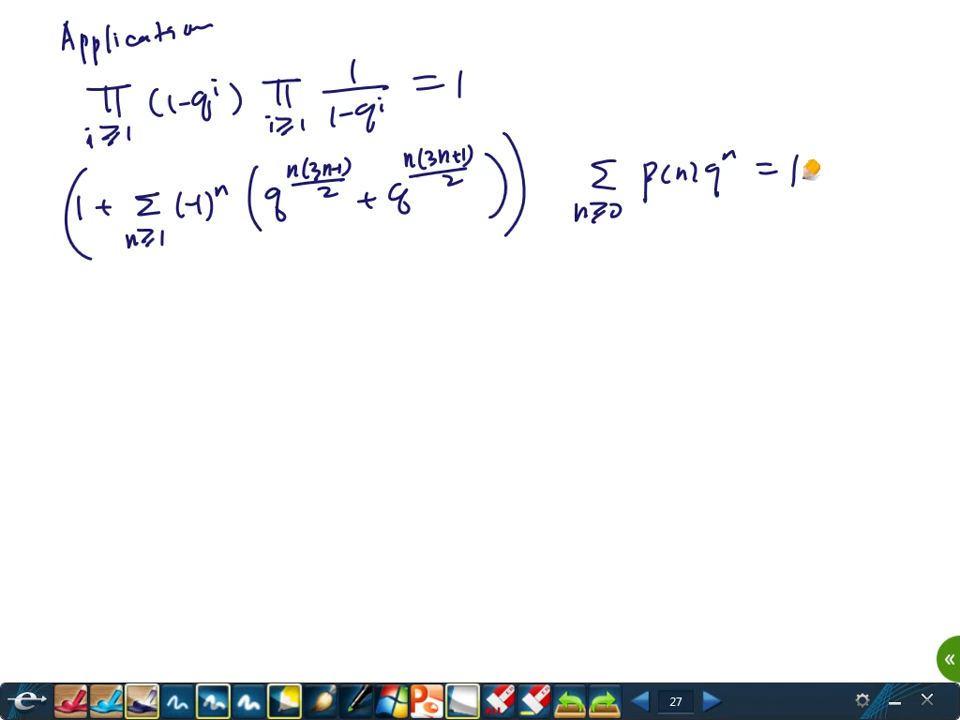 Application
∏_{i≥1} (1-q^i) ∏_{i≥1} 1/(1-q^i) = 1
(1 + ∑_{n≥1} (-1)^n (q^{n(3n-1)/2} + q^{n(3n+1)/2})) ∑_{n≥0} p(n) q^n = 1
27